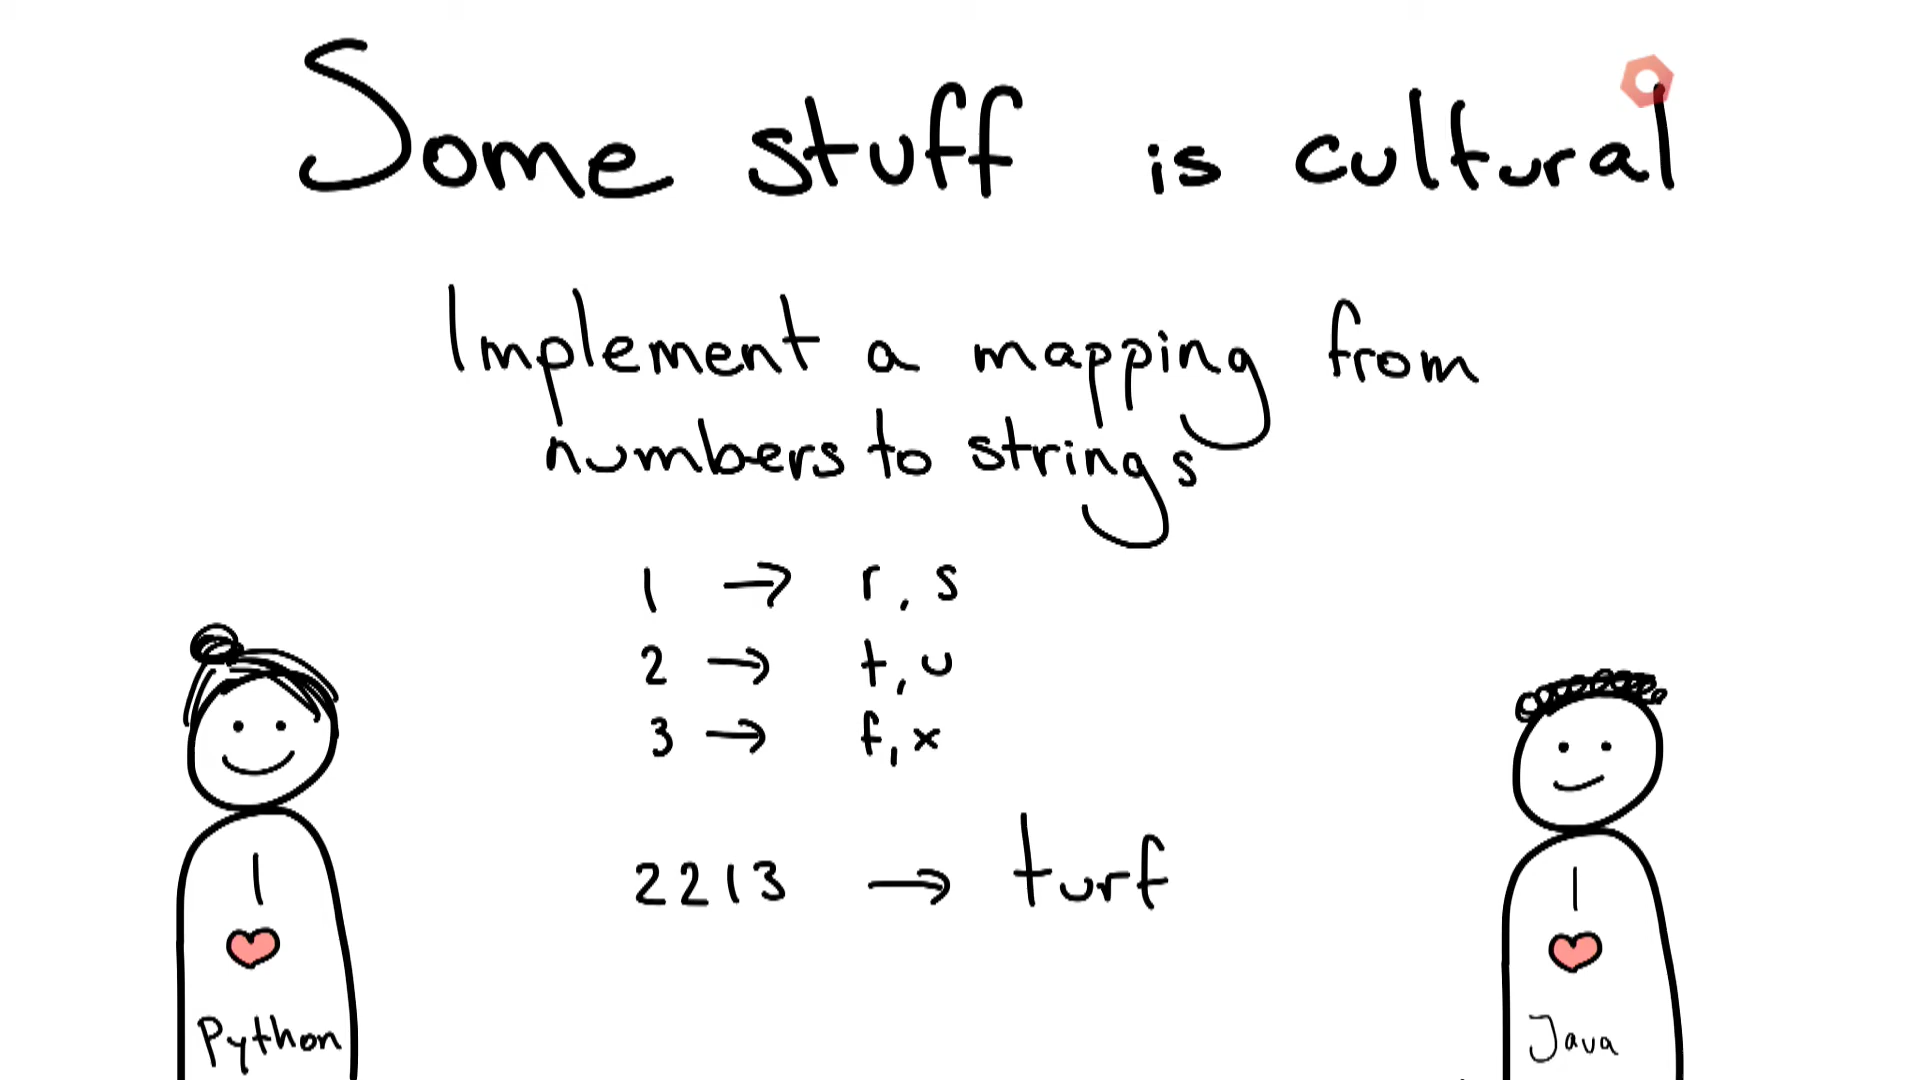 Some stuff is cultural
Implement a mapping from
numbers to strings
1 → r, s
2 → t, u
3 → f, x
2213 → turf
I
♥
Python
I
♥
Java